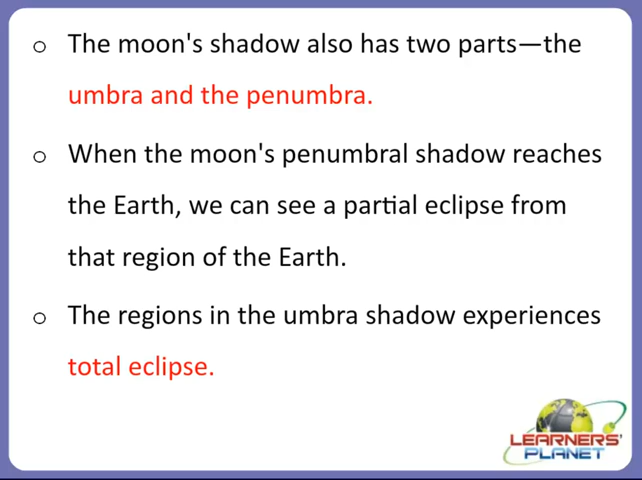 o The moon's shadow also has two parts—the
umbra and the penumbra.
o When the moon's penumbral shadow reaches
the Earth, we can see a partial eclipse from
that region of the Earth.
o The regions in the umbra shadow experiences
total eclipse.
LEARNERS'
PLANET